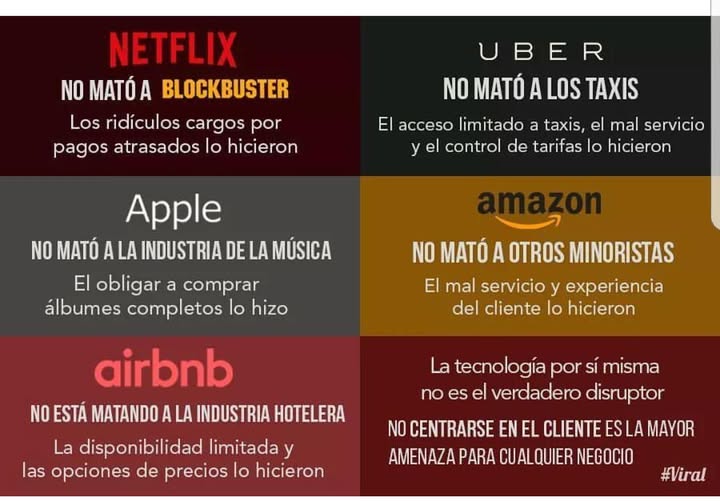 NETFLIX
NO MATÓ A BLOCKBUSTER
Los ridículos cargos por
pagos atrasados lo hicieron
UBER
NO MATÓ A LOS TAXIS
El acceso limitado a taxis, el mal servicio
y el control de tarifas lo hicieron
Apple
NO MATÓ A LA INDUSTRIA DE LA MÚSICA
El obligar a comprar
álbumes completos lo hizo
amazon
NO MATÓ A OTROS MINORISTAS
El mal servicio y experiencia
del cliente lo hicieron
airbnb
NO ESTÁ MATANDO A LA INDUSTRIA HOTELERA
La disponibilidad limitada y
las opciones de precios lo hicieron
La tecnología por sí misma
no es el verdadero disruptor
NO CENTRARSE EN EL CLIENTE ES LA MAYOR
AMENAZA PARA CUALQUIER NEGOCIO
#Viral